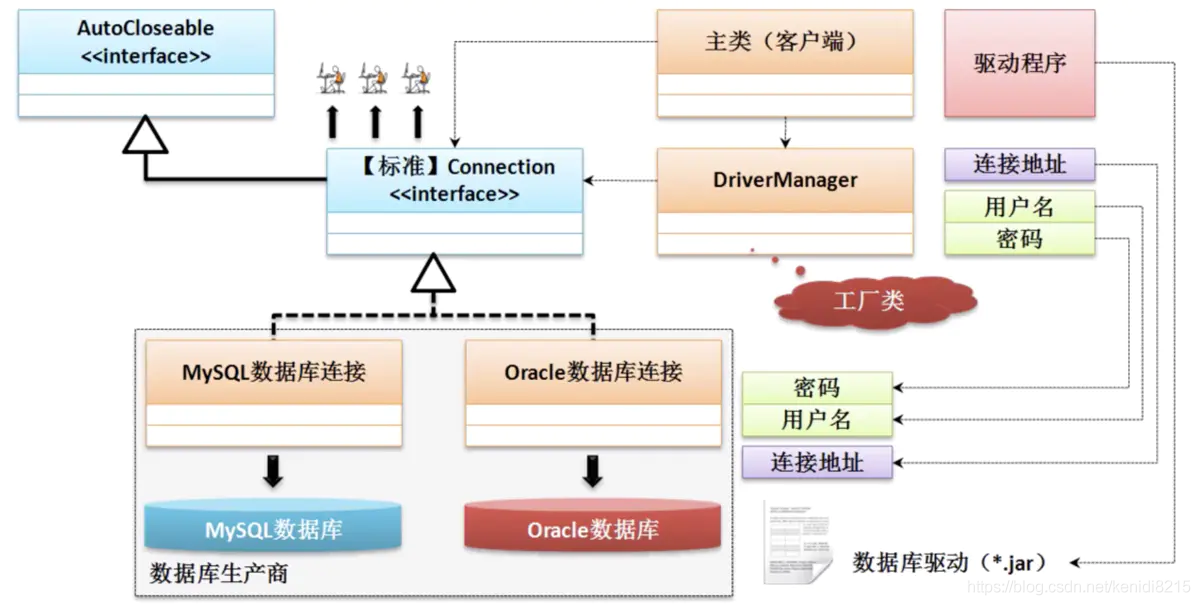 AutoCloseable
<<interface>>
主类（客户端）
驱动程序
【标准】Connection
<<interface>>
DriverManager
连接地址
用户名
密码
工厂类
MySQL数据库连接
Oracle数据库连接
密码
用户名
连接地址
MySQL数据库
Oracle数据库
数据库生产商
数据库驱动（*.jar）
https://blog.csdn.net/kenidi8215